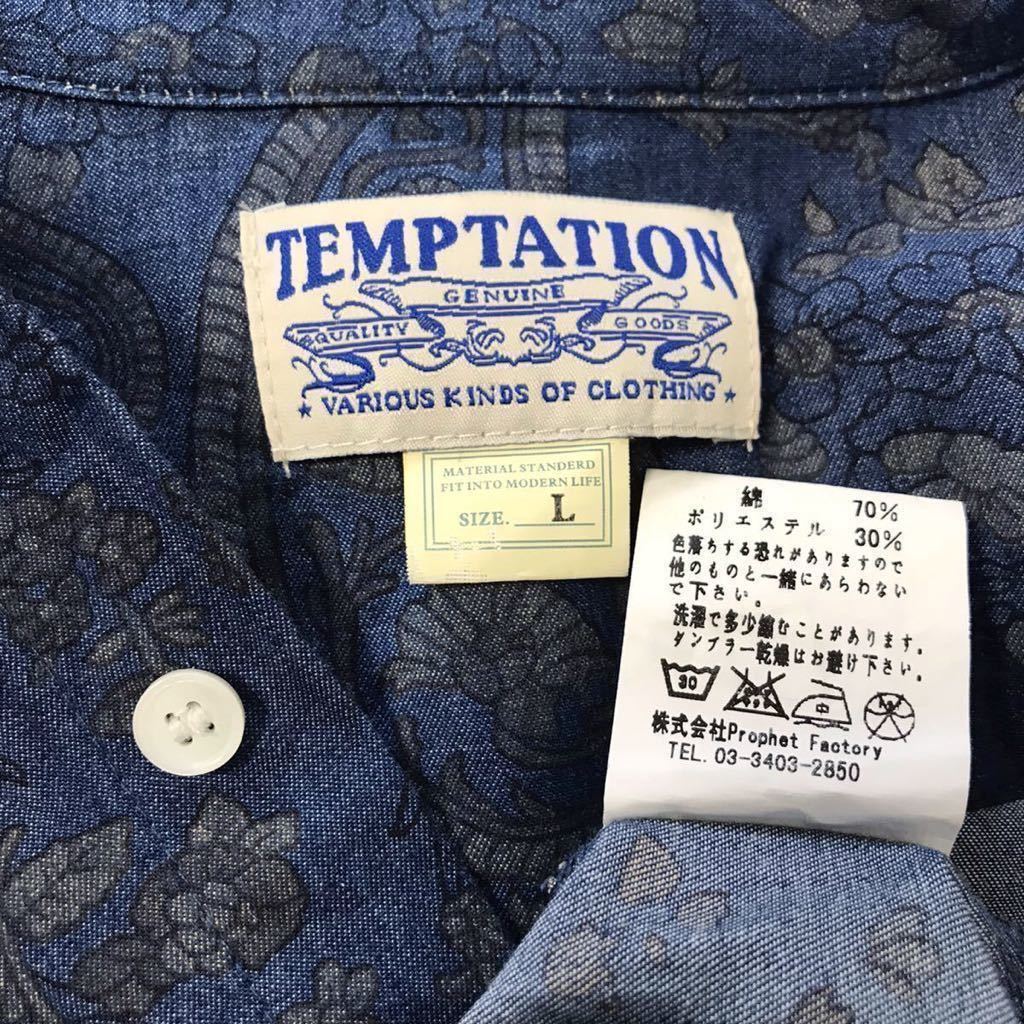 TEMPTATION
GENUINE
QUALITY GOODS
★ VARIOUS KINDS OF CLOTHING ★
MATERIAL STANDERD
FIT INTO MODERN LIFE
SIZE. L
綿 70%
ポリエステル 30%
色落ちする恐れがありますので
他のものと一緒にあらわない
で下さい。
洗濯で多少縮むことがあります。
タンブラー乾燥はお避け下さい。
30
中
株式会社Prophet Factory
TEL. 03-3403-2850